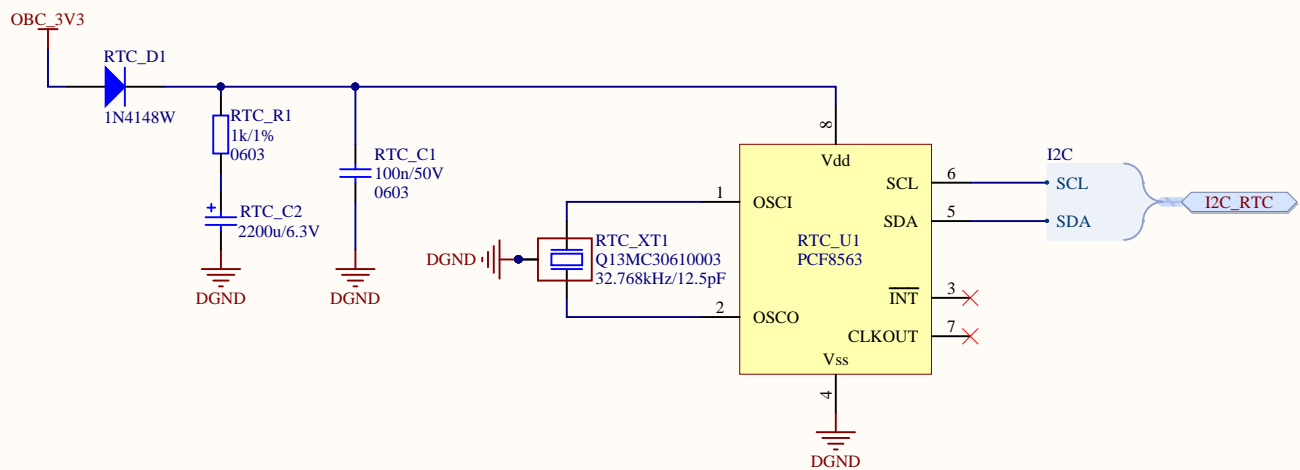 OBC_3V3
RTC_D1
1N4148W
RTC_R1
1k/1%
0603
RTC_C2
2200u/6.3V
DGND
RTC_C1
100n/50V
0603
DGND
DGND
RTC_XT1
Q13MC30610003
32.768kHz/12.5pF
1
OSCI
2
OSCO
8
Vdd
RTC_U1
PCF8563
SCL
6
SDA
5
INT
3
CLKOUT
7
Vss
4
DGND
I2C
SCL
SDA
I2C_RTC
+